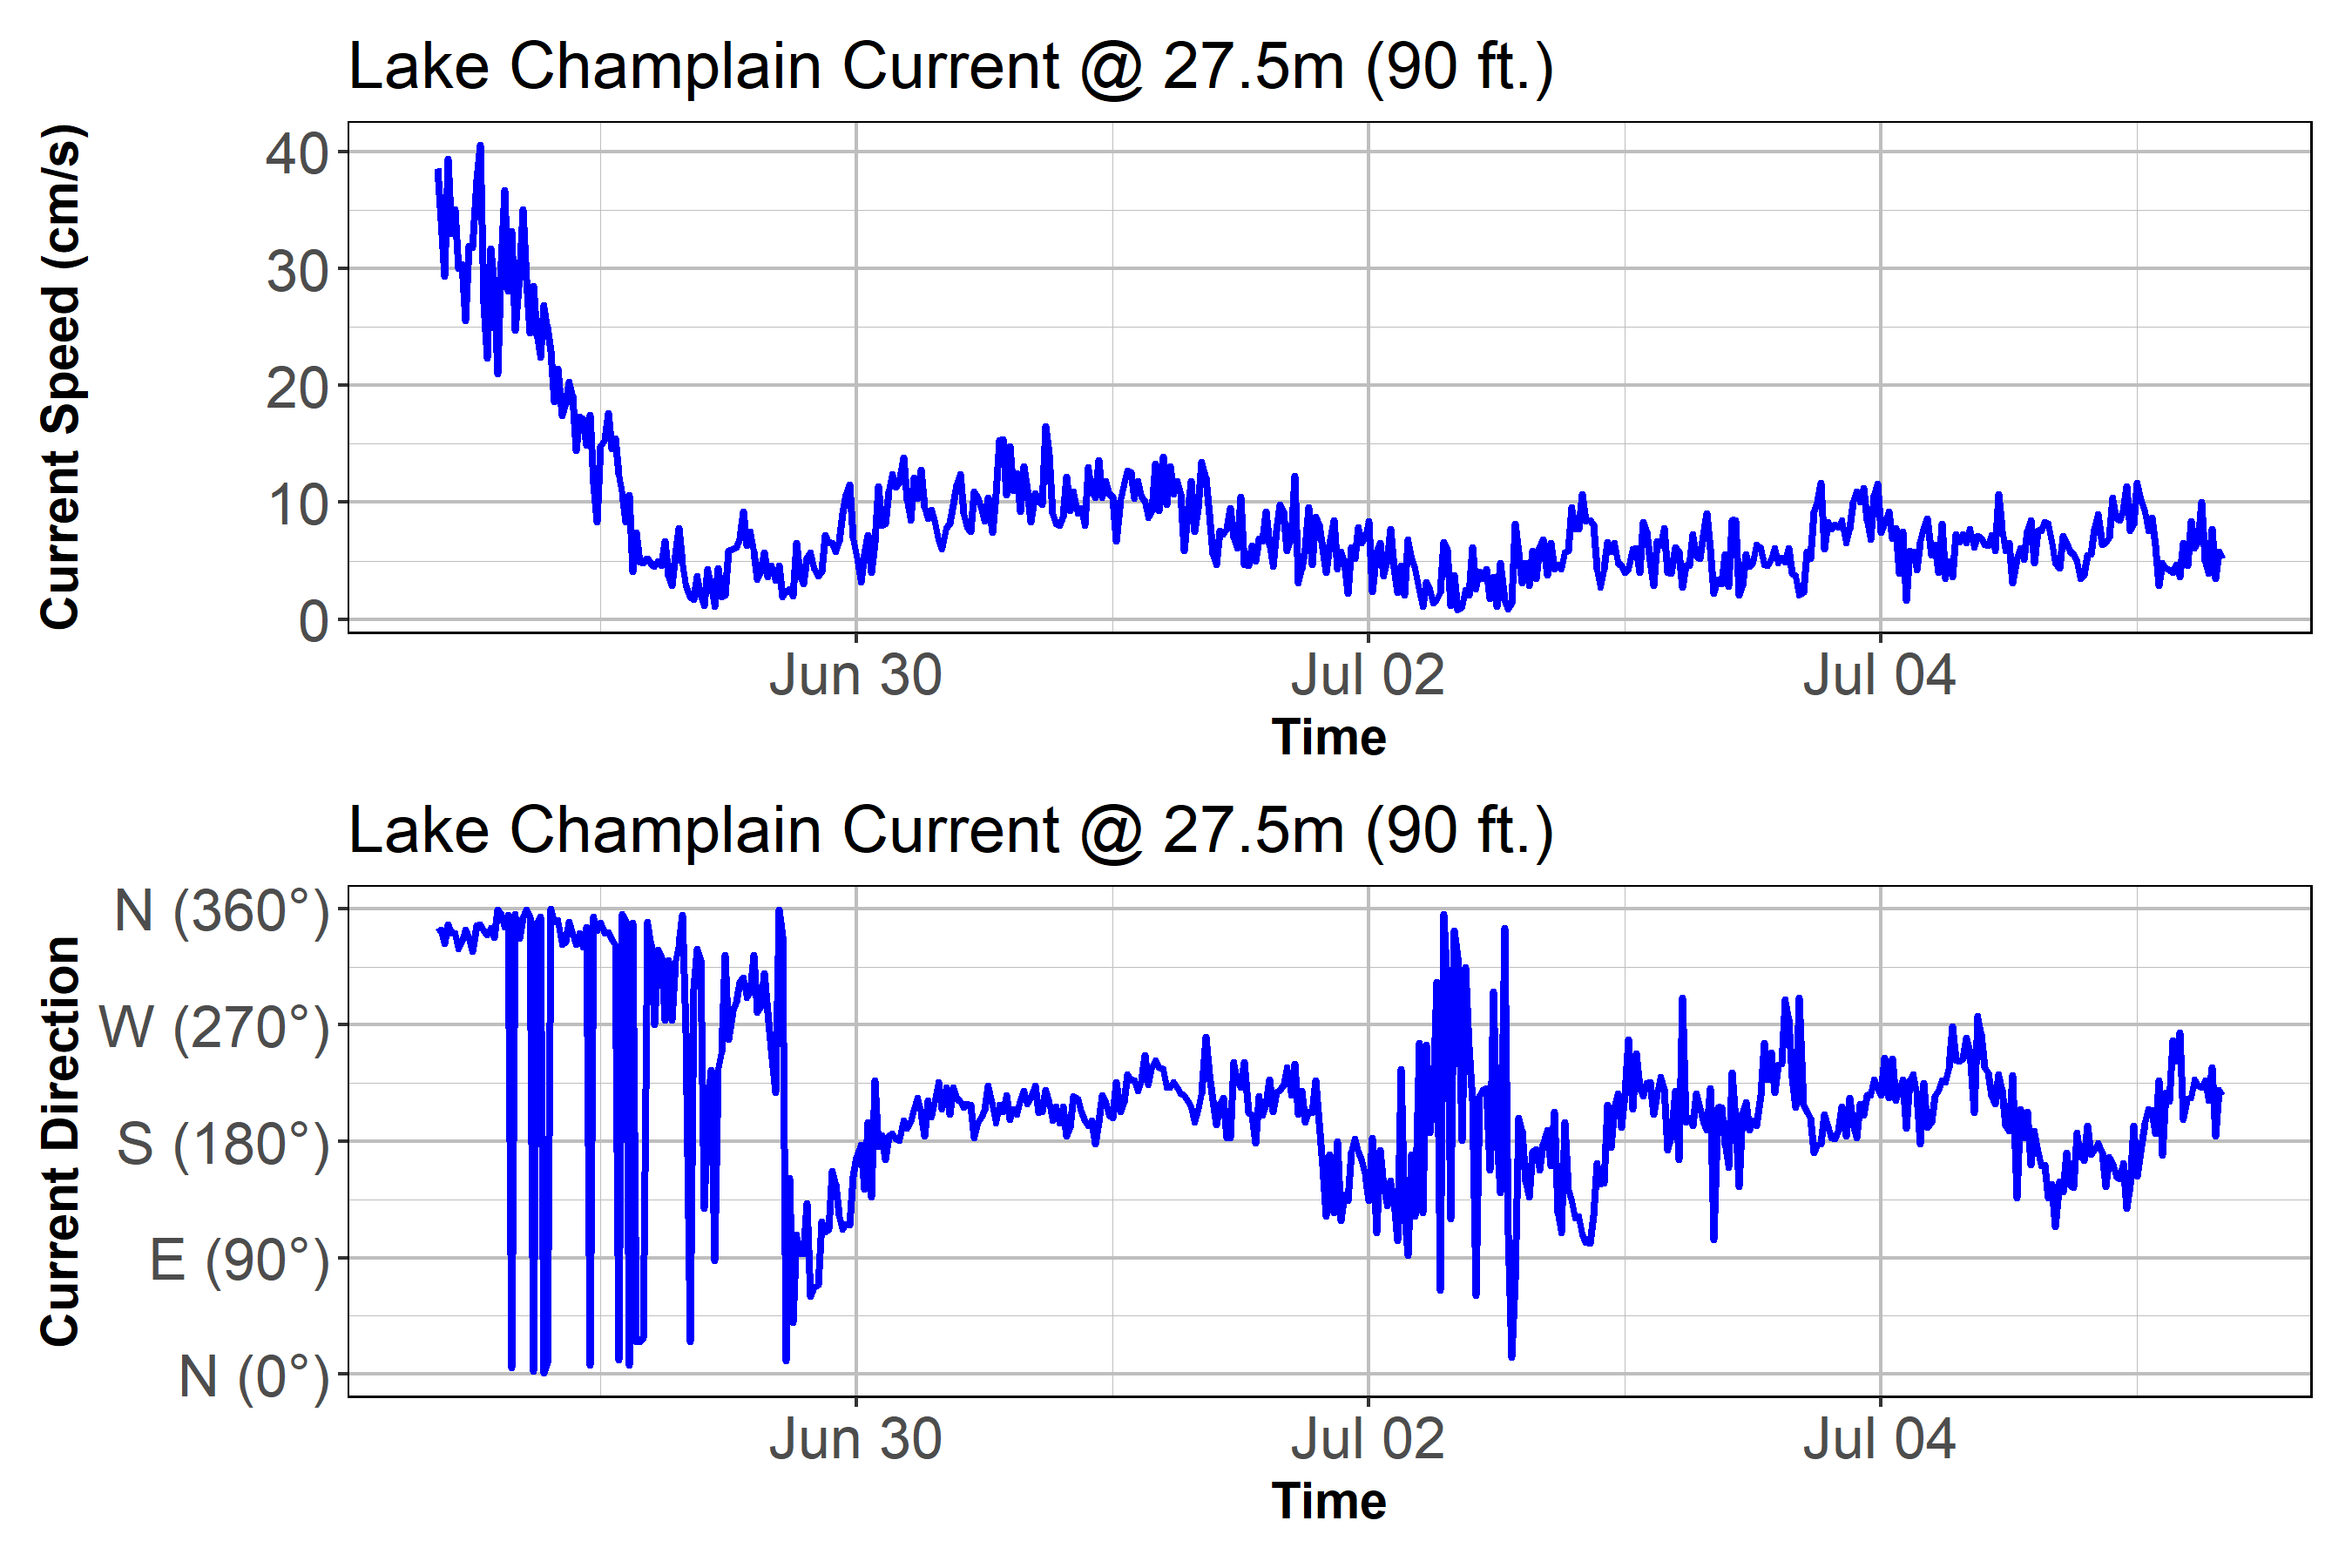 Lake Champlain Current @ 27.5m (90 ft.)
Current Speed (cm/s)
40
30
20
10
0
Jun 30 Jul 02 Jul 04
Time
Lake Champlain Current @ 27.5m (90 ft.)
Current Direction
N (360°)
W (270°)
S (180°)
E (90°)
N (0°)
Jun 30 Jul 02 Jul 04
Time